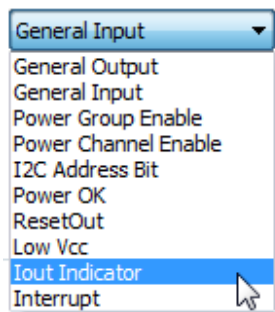 General Input
General Output
General Input
Power Group Enable
Power Channel Enable
I2C Address Bit
Power OK
ResetOut
Low Vcc
Iout Indicator
Interrupt